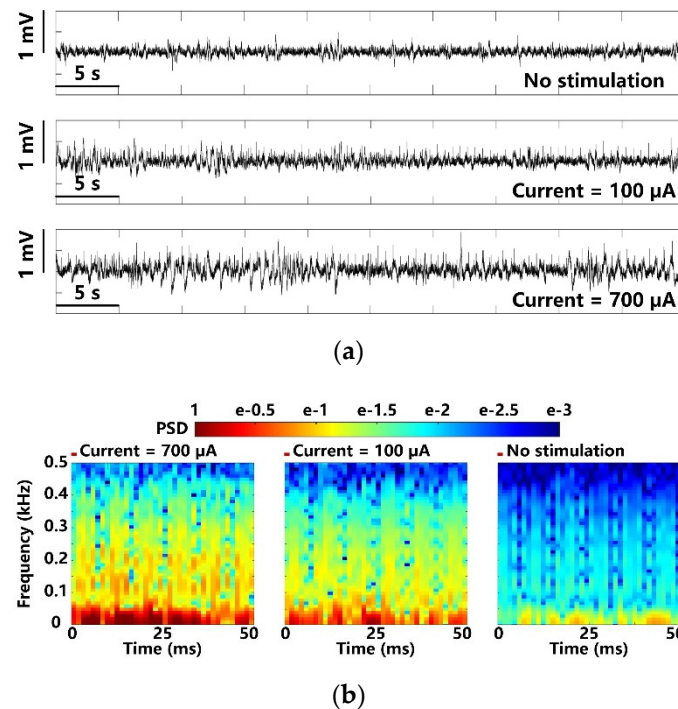 1 mV
5 s
No stimulation
1 mV
5 s
Current = 100 µA
1 mV
5 s
Current = 700 µA
(a)
1 e-0.5 e-1 e-1.5 e-2 e-2.5 e-3
PSD
Current = 700 µA Current = 100 µA No stimulation
Frequency (kHz)
0.5
0.4
0.3
0.2
0.1
0
0 25 50 0 25 50 0 25 50
Time (ms) Time (ms) Time (ms)
(b)